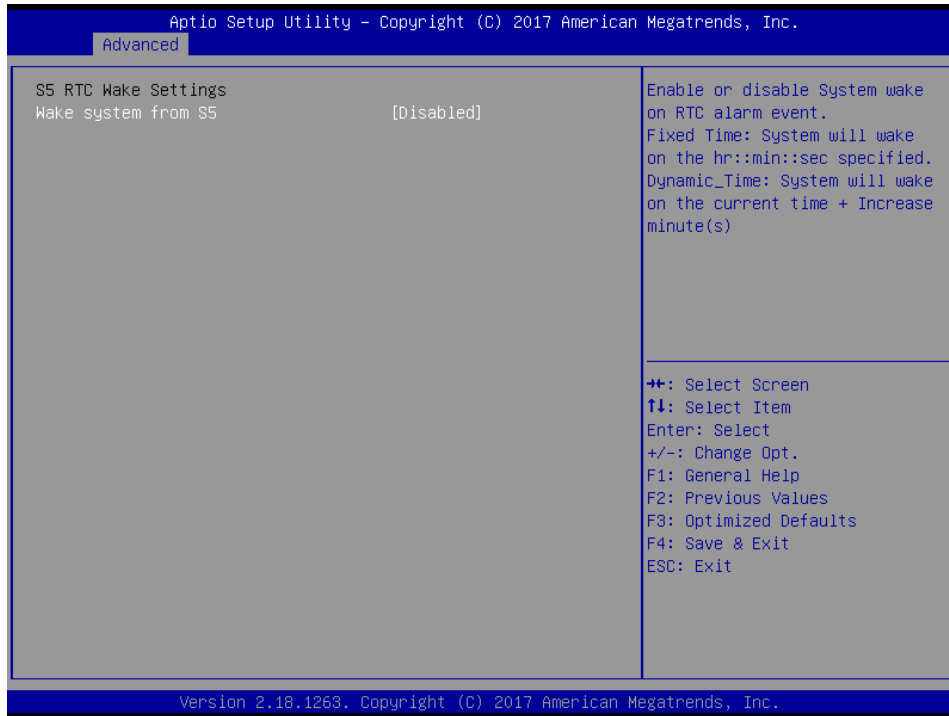 Aptio Setup Utility – Copyright (C) 2017 American Megatrends, Inc.
Advanced
S5 RTC Wake Settings
Wake system from S5 [Disabled]
Enable or disable System wake
on RTC alarm event.
Fixed Time: System will wake
on the hr::min::sec specified.
Dynamic_Time: System will wake
on the current time + Increase
minute(s)
→←: Select Screen
↑↓: Select Item
Enter: Select
+/-: Change Opt.
F1: General Help
F2: Previous Values
F3: Optimized Defaults
F4: Save & Exit
ESC: Exit
Version 2.18.1263. Copyright (C) 2017 American Megatrends, Inc.